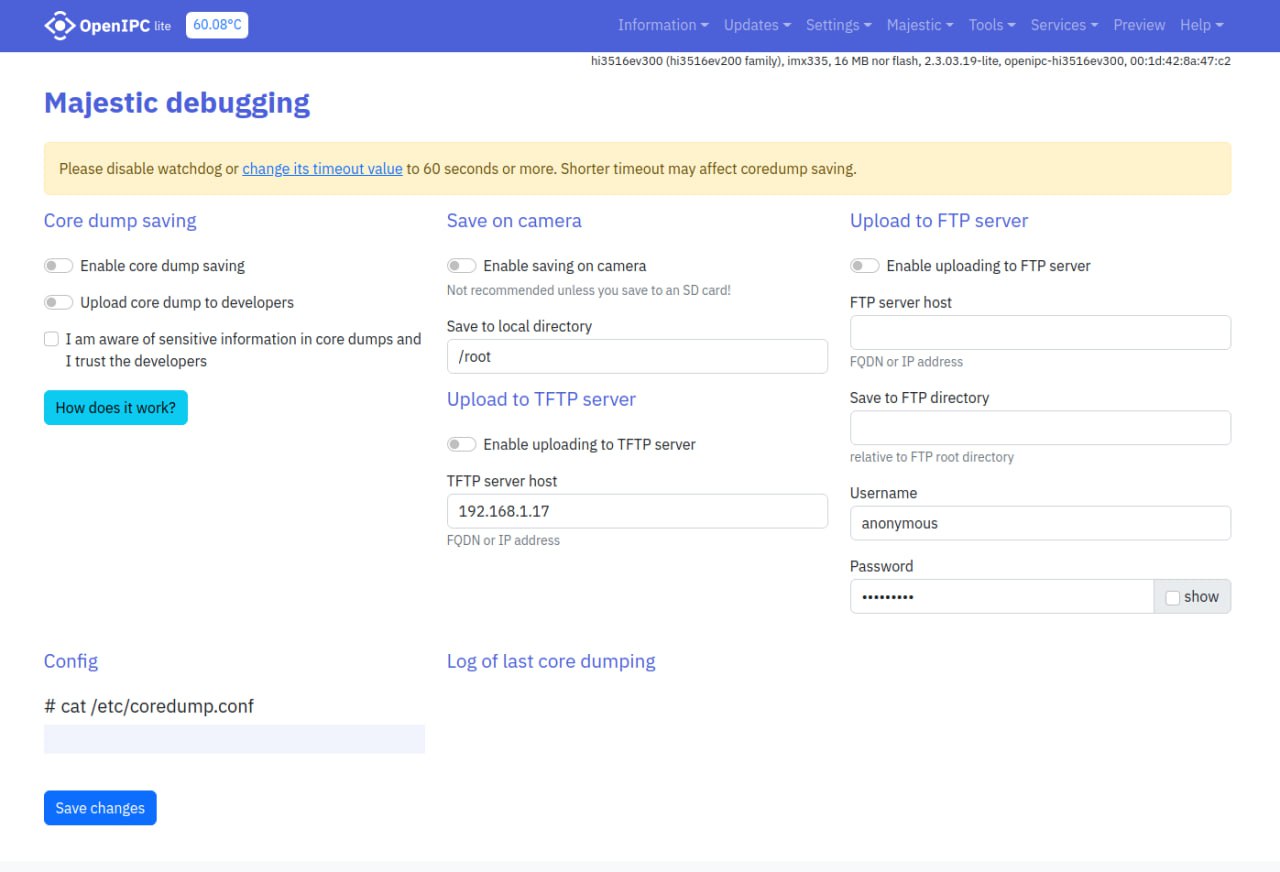 OpenIPC lite 60.08°C Information Updates Settings Majestic Tools Services Preview Help
hi3516ev300 (hi3516ev200 family), imx335, 16 MB nor flash, 2.3.03.19-lite, openipc-hi3516ev300, 00:1d:42:8a:47:c2
Majestic debugging
Please disable watchdog or change its timeout value to 60 seconds or more. Shorter timeout may affect coredump saving.
Core dump saving
Enable core dump saving
Upload core dump to developers
I am aware of sensitive information in core dumps and
I trust the developers
How does it work?
Save on camera
Enable saving on camera
Not recommended unless you save to an SD card!
Save to local directory
/root
Upload to TFTP server
Enable uploading to TFTP server
TFTP server host
192.168.1.17
FQDN or IP address
Upload to FTP server
Enable uploading to FTP server
FTP server host
FQDN or IP address
Save to FTP directory
relative to FTP root directory
Username
anonymous
Password
•••••••••
show
Config
# cat /etc/coredump.conf
Log of last core dumping
Save changes